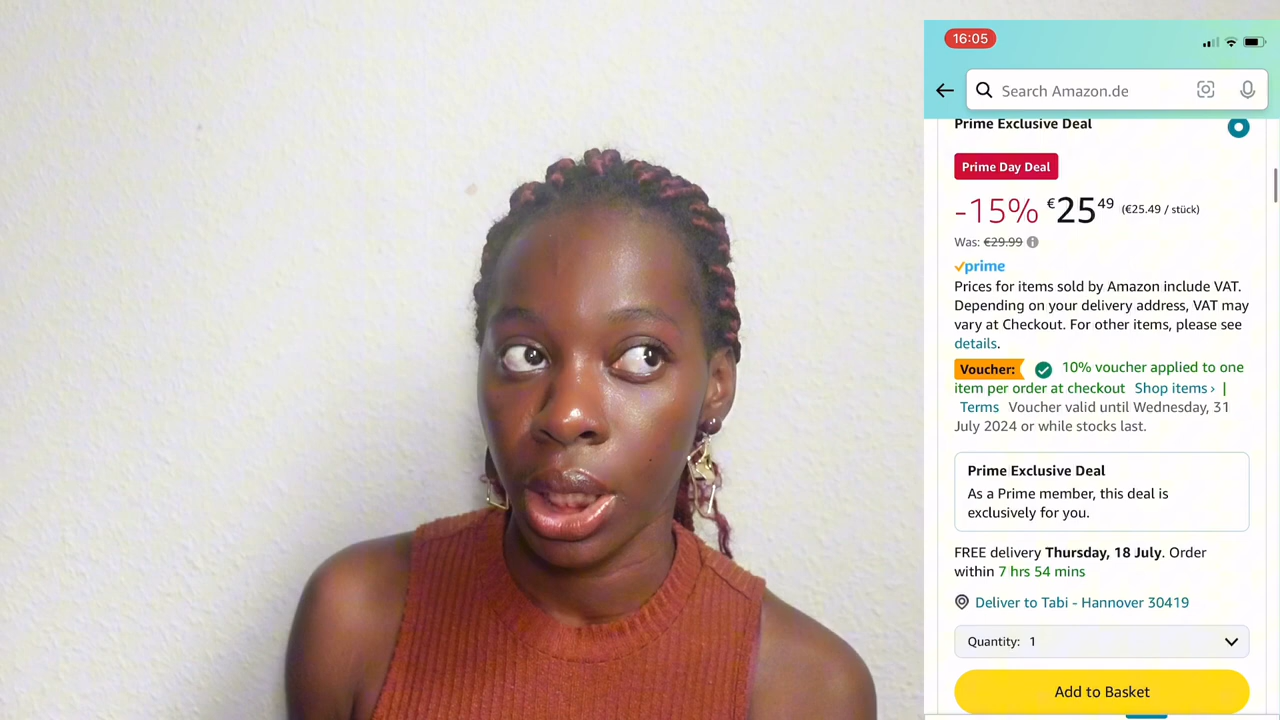 16:05
Search Amazon.de
Prime Exclusive Deal
Prime Day Deal
-15% €25 49 (€25.49 / stück)
Was: €29.99
prime
Prices for items sold by Amazon include VAT.
Depending on your delivery address, VAT may
vary at Checkout. For other items, please see
details.
Voucher: 10% voucher applied to one
item per order at checkout Shop items › |
Terms Voucher valid until Wednesday, 31
July 2024 or while stocks last.
Prime Exclusive Deal
As a Prime member, this deal is
exclusively for you.
FREE delivery Thursday, 18 July. Order
within 7 hrs 54 mins
Deliver to Tabi - Hannover 30419
Quantity: 1
Add to Basket